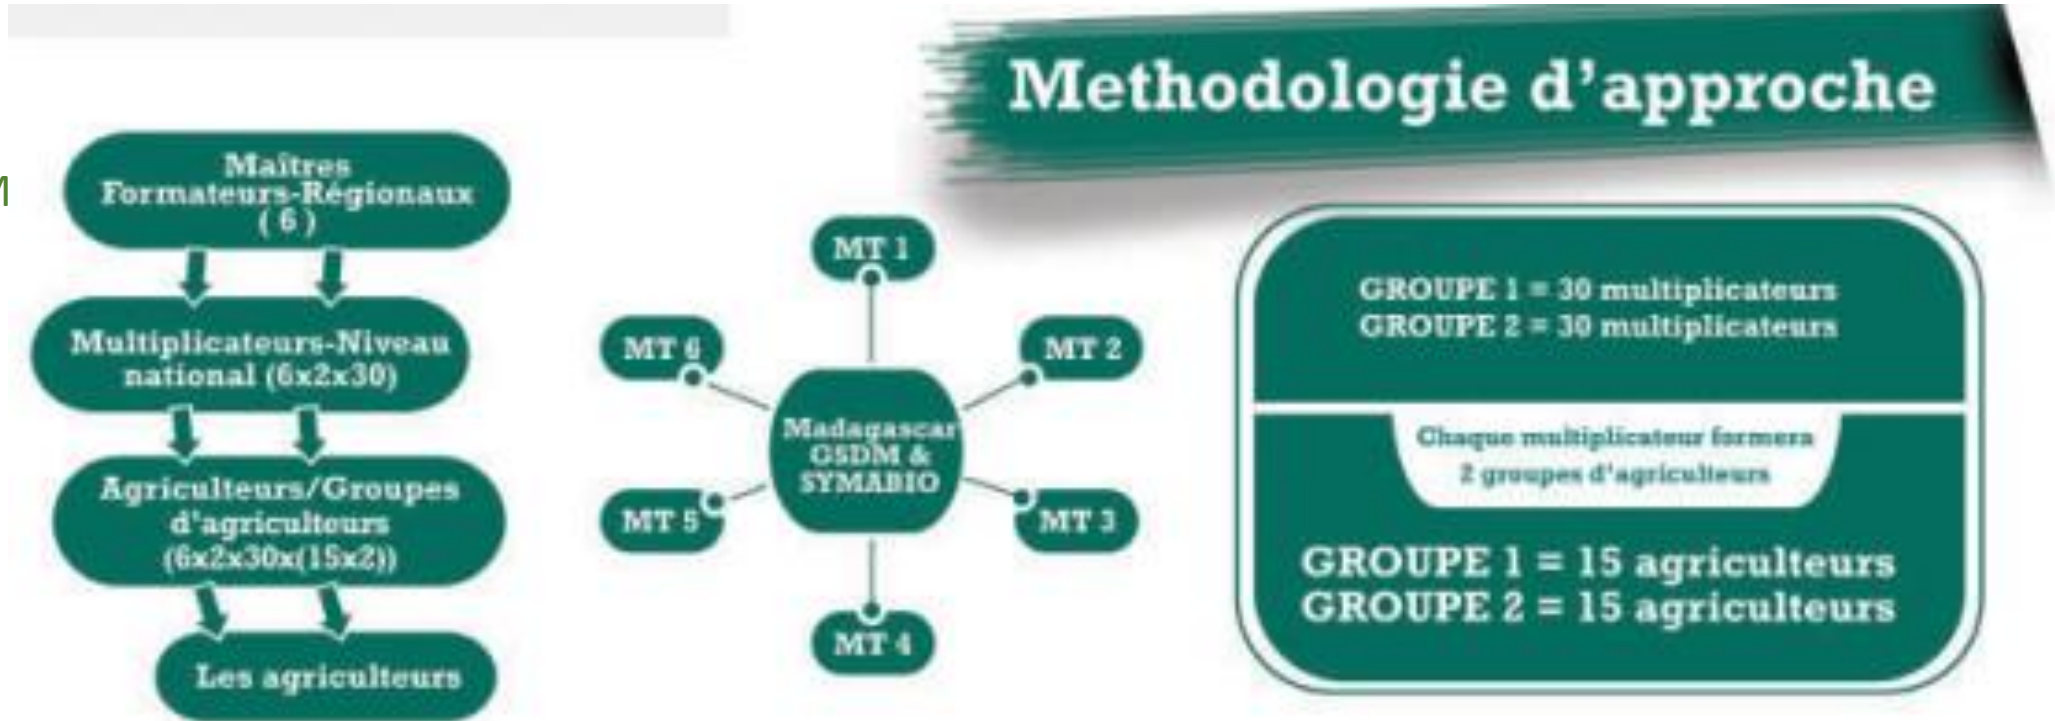 Methodologie d'approche
M
Maîtres
Formateurs-Régionaux
( 6 )
Multiplicateurs-Niveau
national (6x2x30)
Agriculteurs/Groupes
d'agriculteurs
(6x2x30x(15x2))
Les agriculteurs
MT 1
MT 2
MT 3
MT 4
MT 5
MT 6
Madagascar
GSDM &
SYMABIO
GROUPE 1 = 30 multiplicateurs
GROUPE 2 = 30 multiplicateurs
Chaque multiplicateur formera
2 groupes d'agriculteurs
GROUPE 1 = 15 agriculteurs
GROUPE 2 = 15 agriculteurs